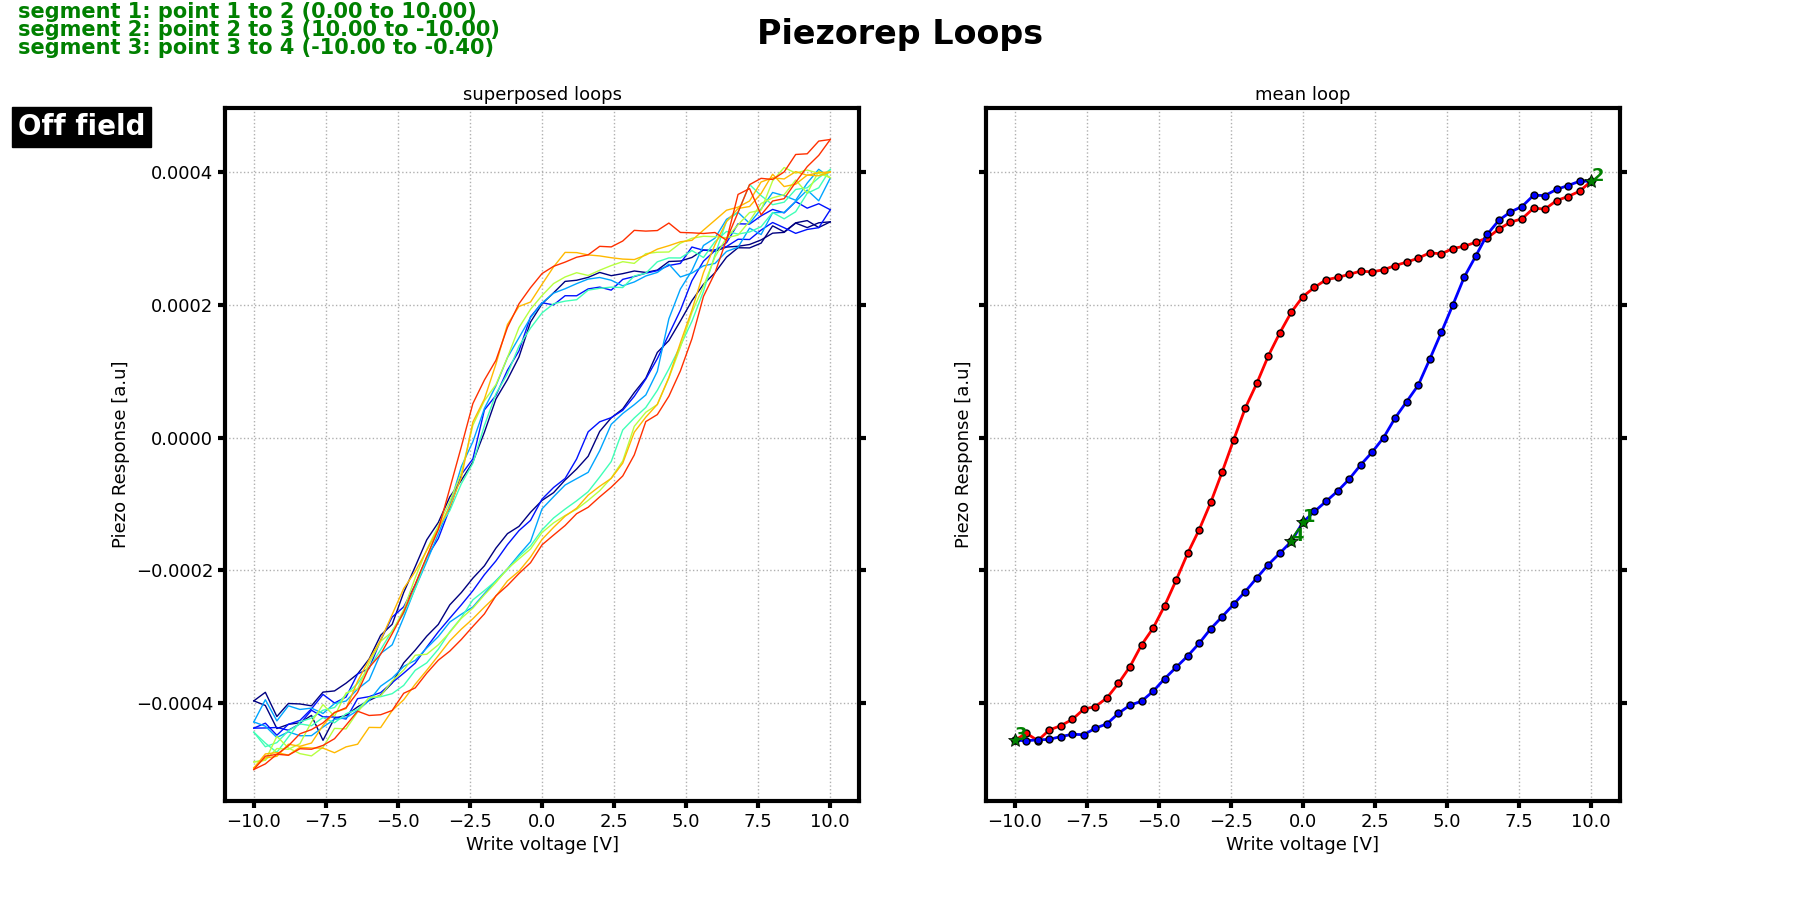 segment 1: point 1 to 2 (0.00 to 10.00)
segment 2: point 2 to 3 (10.00 to -10.00)
segment 3: point 3 to 4 (-10.00 to -0.40)
Piezorep Loops
Off field
superposed loops
0.0004
0.0002
0.0000
−0.0002
−0.0004
Piezo Response [a.u]
−10.0 −7.5 −5.0 −2.5 0.0 2.5 5.0 7.5 10.0
Write voltage [V]
mean loop
Piezo Response [a.u]
2
1
4
3
−10.0 −7.5 −5.0 −2.5 0.0 2.5 5.0 7.5 10.0
Write voltage [V]